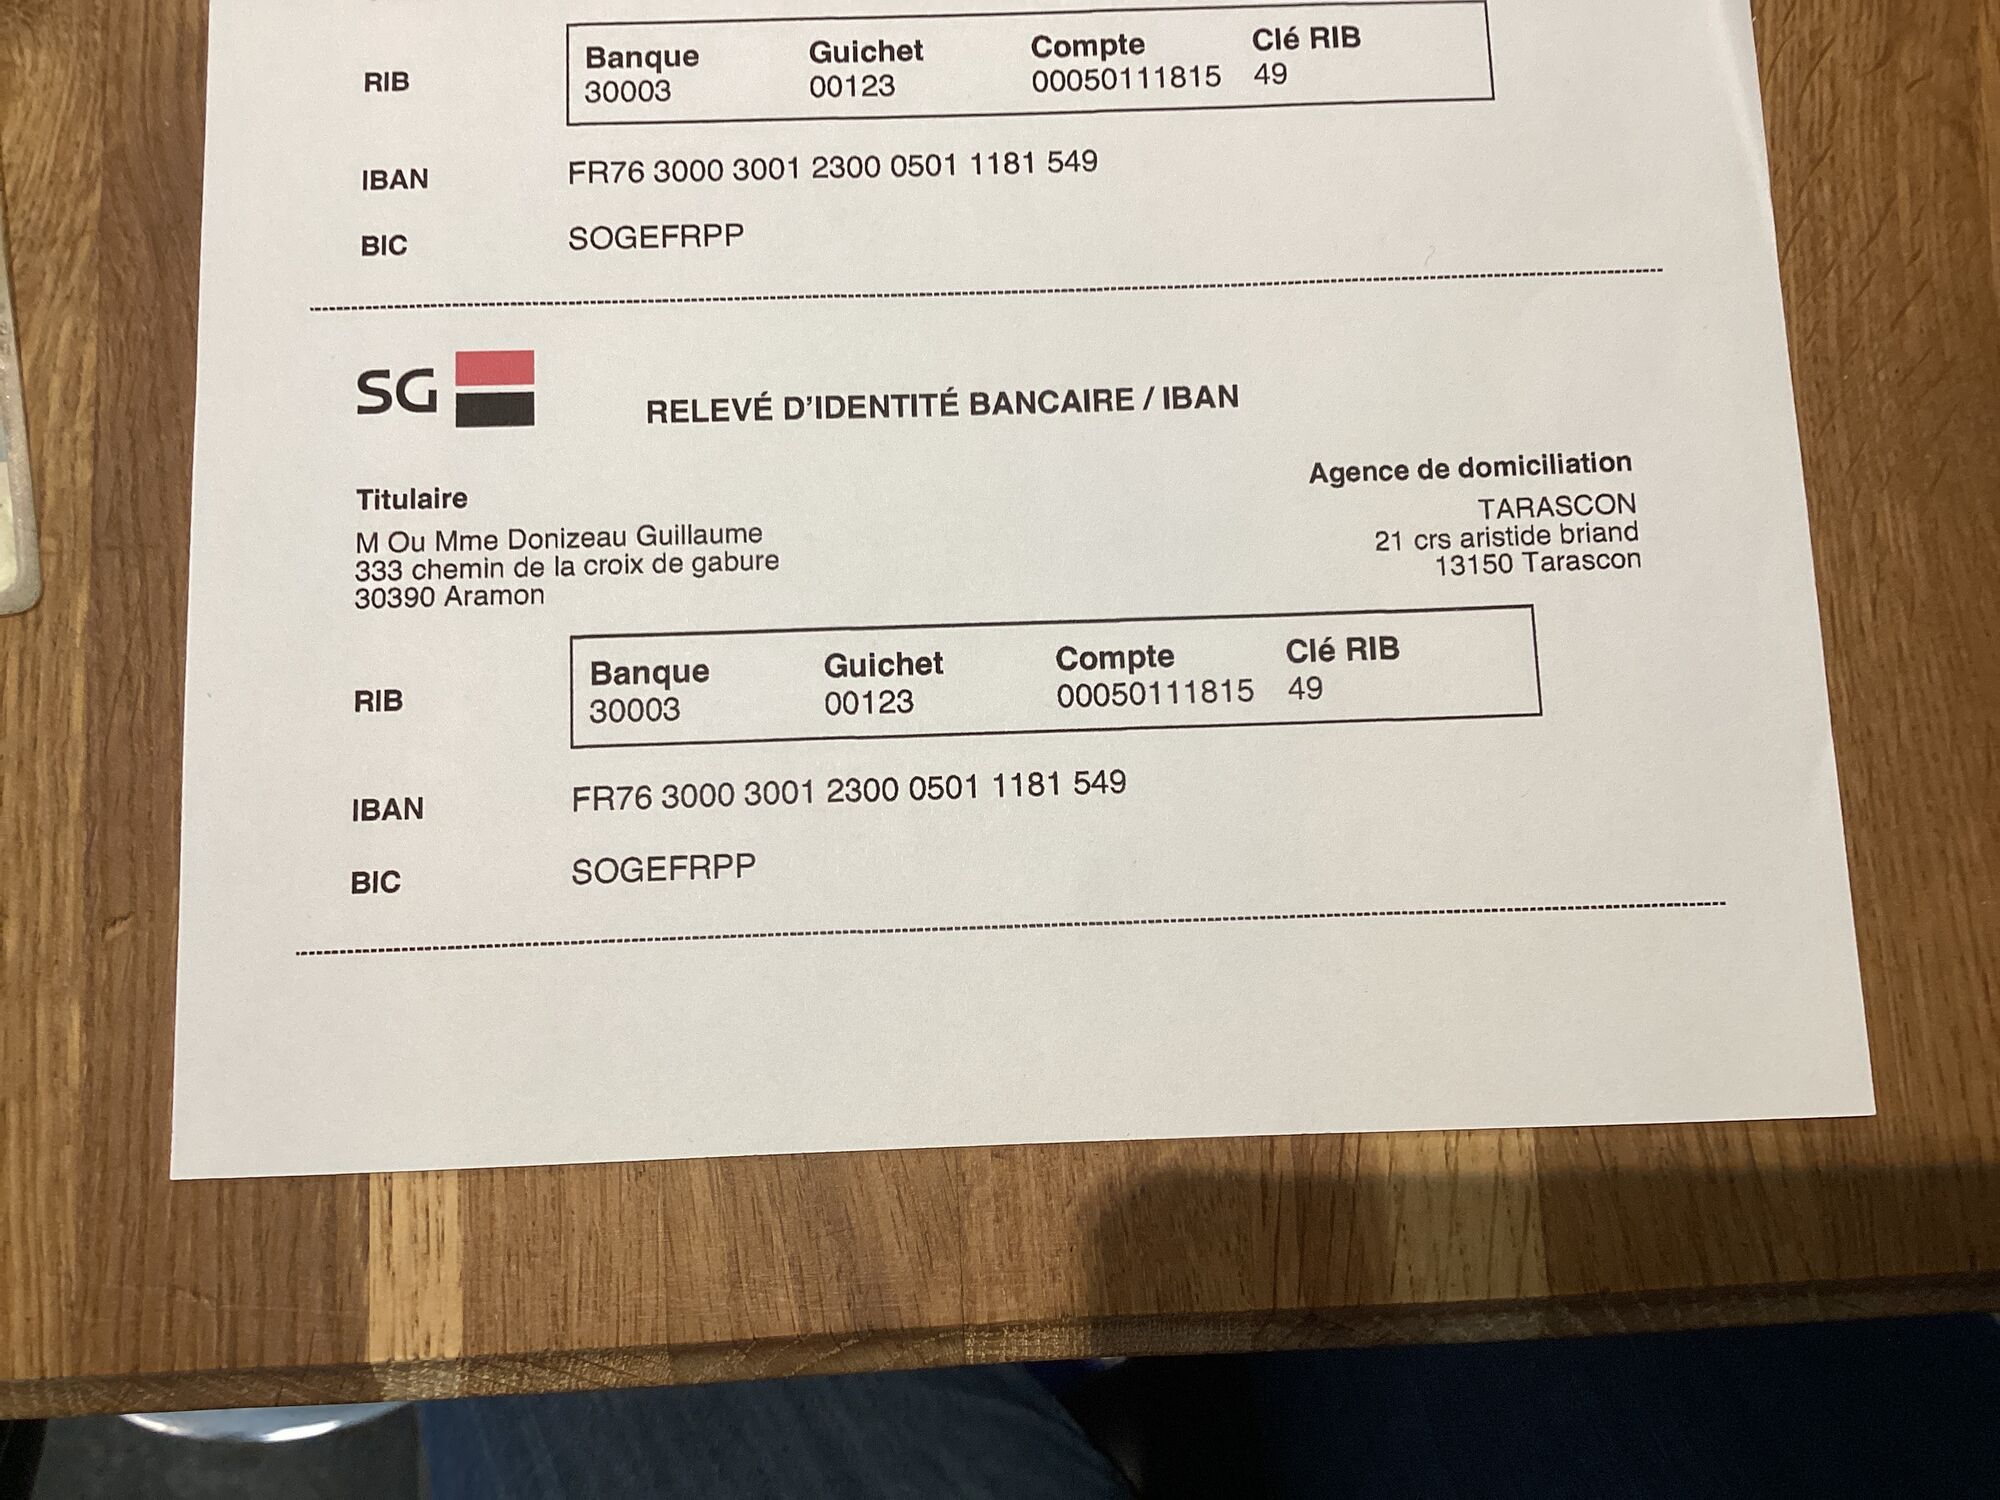 RIB
Banque Guichet Compte Clé RIB
30003 00123 00050111815 49
IBAN FR76 3000 3001 2300 0501 1181 549
BIC SOGEFRPP
SG
RELEVÉ D'IDENTITÉ BANCAIRE / IBAN
Titulaire
M Ou Mme Donizeau Guillaume
333 chemin de la croix de gabure
30390 Aramon
Agence de domiciliation
TARASCON
21 crs aristide briand
13150 Tarascon
RIB
Banque Guichet Compte Clé RIB
30003 00123 00050111815 49
IBAN FR76 3000 3001 2300 0501 1181 549
BIC SOGEFRPP